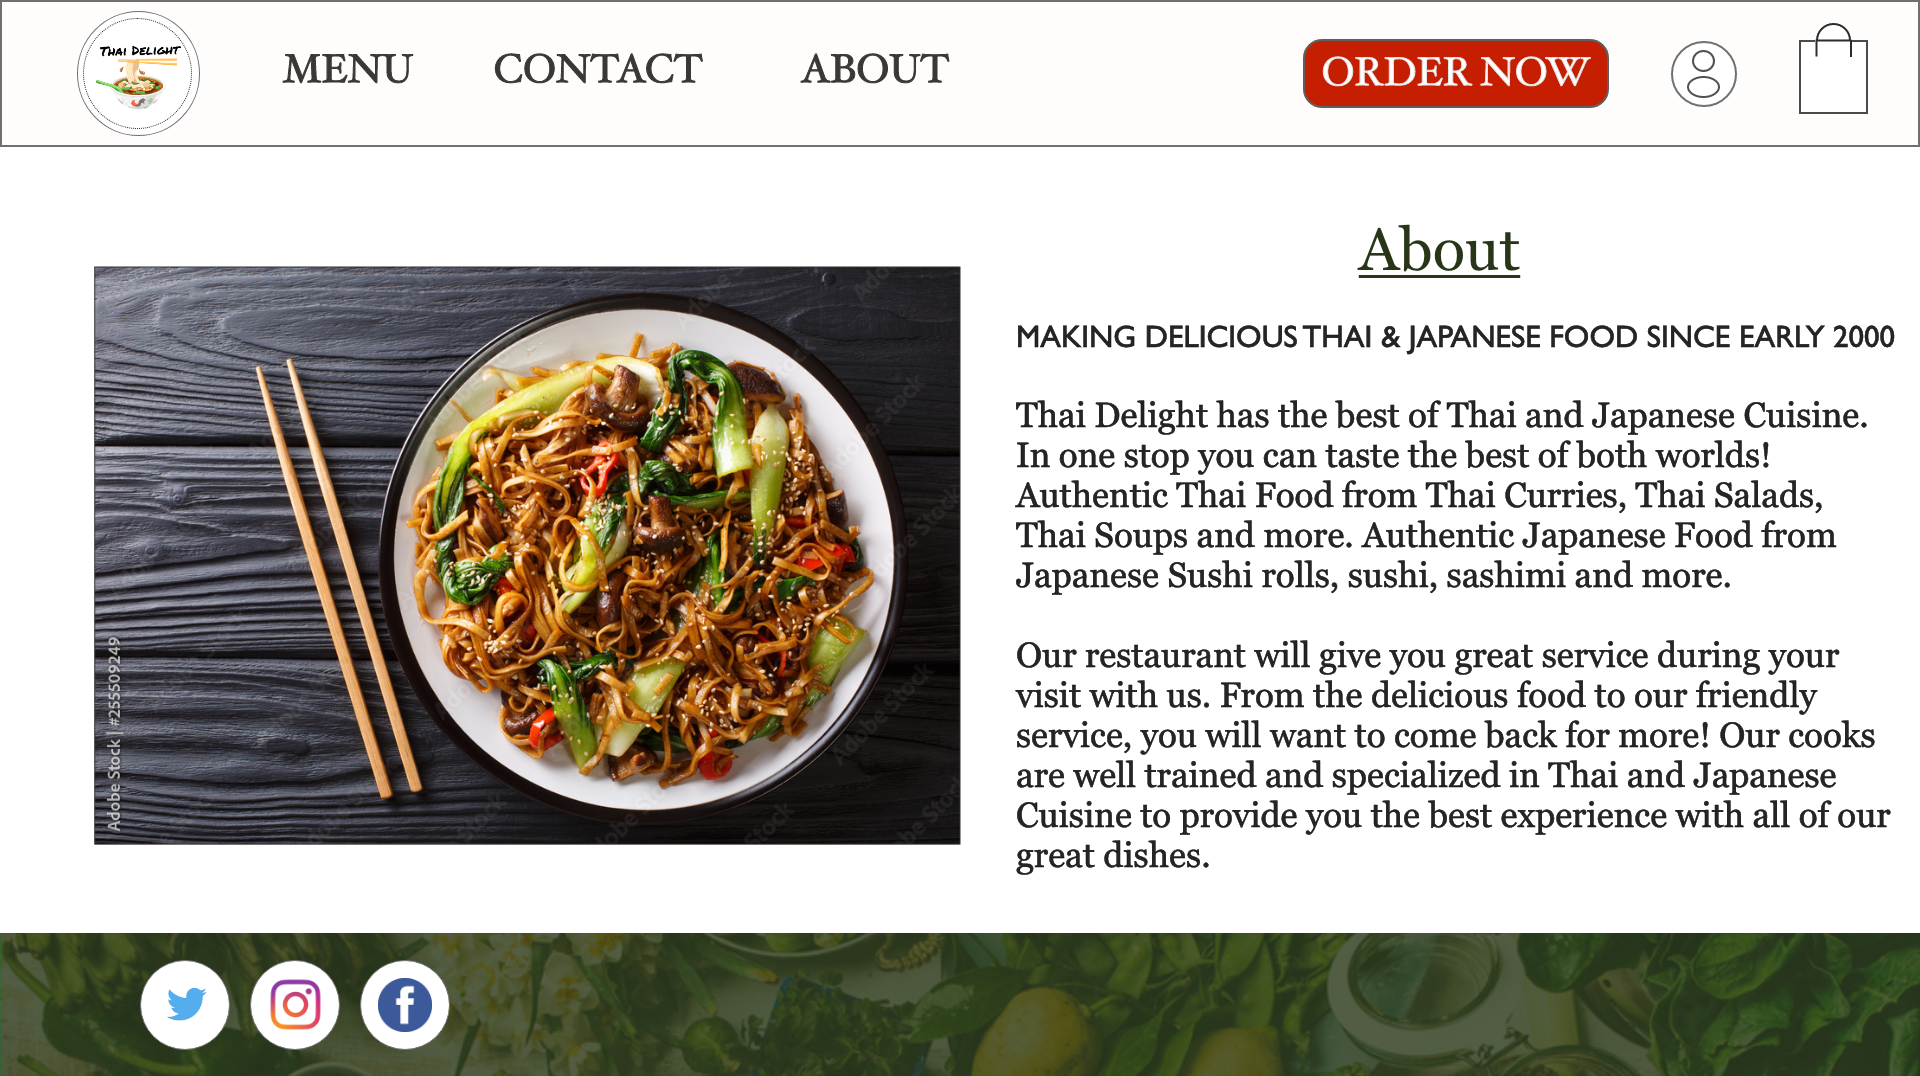 THAI DELIGHT
MENU
CONTACT
ABOUT
ORDER NOW
About
MAKING DELICIOUS THAI & JAPANESE FOOD SINCE EARLY 2000
Thai Delight has the best of Thai and Japanese Cuisine.
In one stop you can taste the best of both worlds!
Authentic Thai Food from Thai Curries, Thai Salads,
Thai Soups and more. Authentic Japanese Food from
Japanese Sushi rolls, sushi, sashimi and more.
Our restaurant will give you great service during your
visit with us. From the delicious food to our friendly
service, you will want to come back for more! Our cooks
are well trained and specialized in Thai and Japanese
Cuisine to provide you the best experience with all of our
great dishes.
Adobe Stock | #255509249